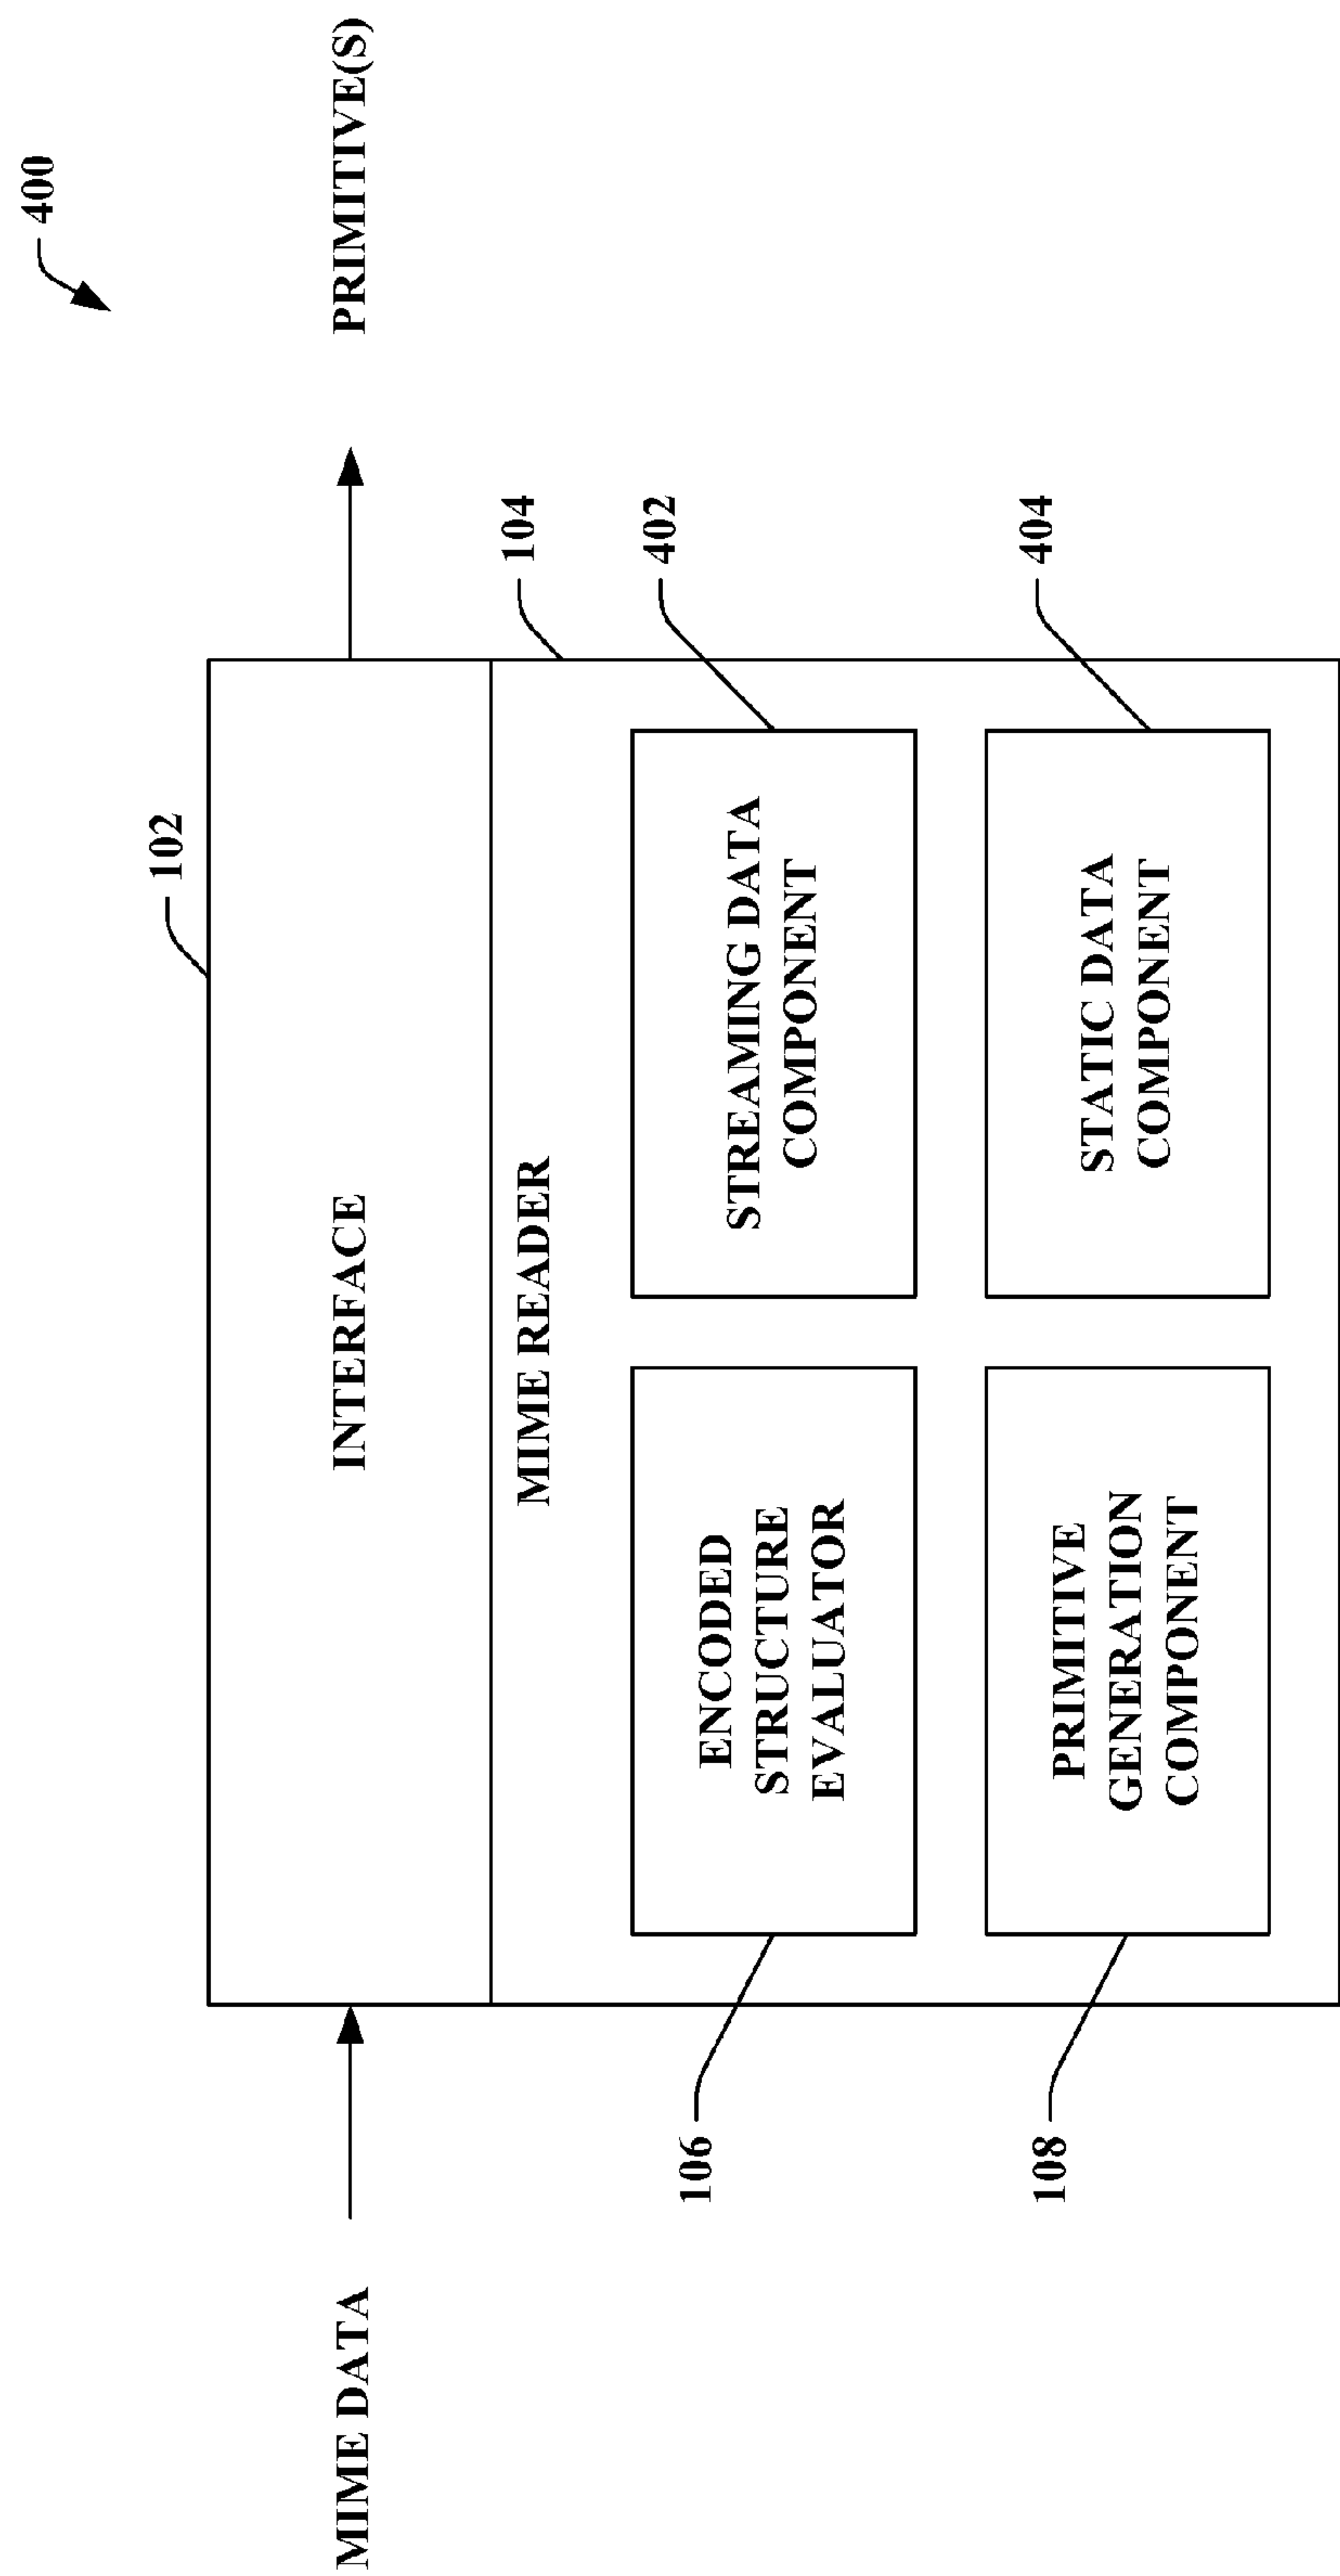 400
102
MIME DATA
INTERFACE
PRIMITIVE(S)
MIME READER
104
106
ENCODED
STRUCTURE
EVALUATOR
STREAMING DATA
COMPONENT
402
108
PRIMITIVE
GENERATION
COMPONENT
STATIC DATA
COMPONENT
404